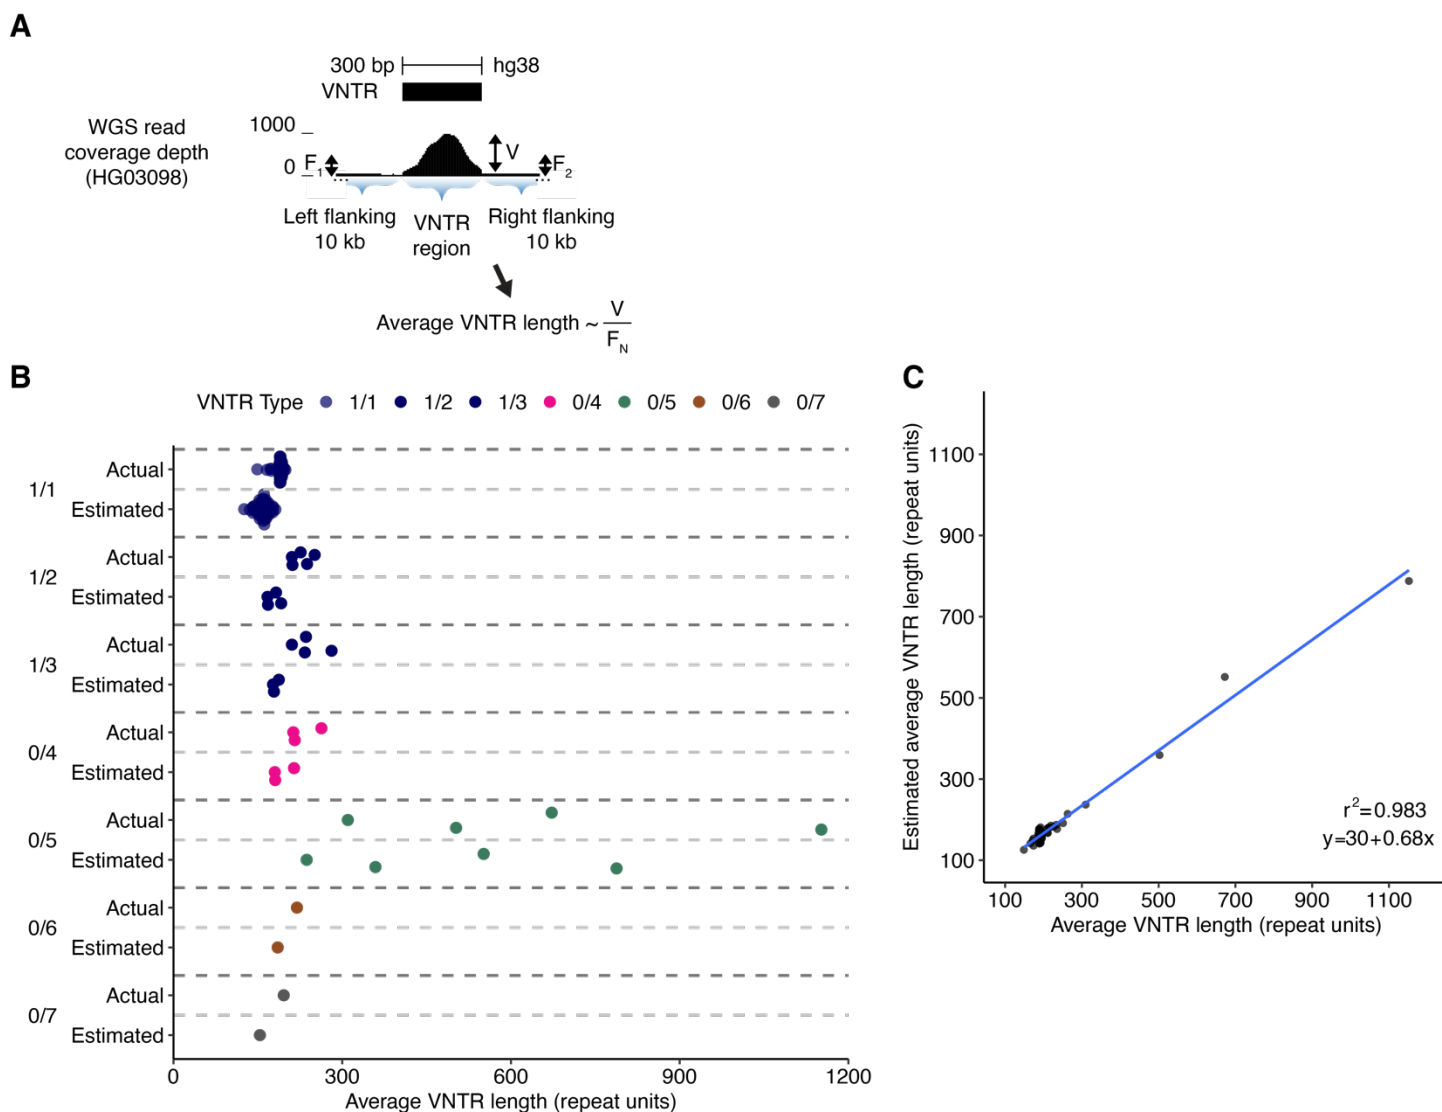 A
300 bp hg38
VNTR
WGS read
coverage depth
(HG03098)
1000
0 F1 V F2
Left flanking
10 kb
VNTR
region
Right flanking
10 kb
Average VNTR length ~ V
FN
B
VNTR Type 1/1 1/2 1/3 0/4 0/5 0/6 0/7
1/1
Actual
Estimated
1/2
Actual
Estimated
1/3
Actual
Estimated
0/4
Actual
Estimated
0/5
Actual
Estimated
0/6
Actual
Estimated
0/7
Actual
Estimated
0 300 600 900 1200
Average VNTR length (repeat units)
C
Estimated average VNTR length (repeat units)
1100
900
700
500
300
100
r2=0.983
y=30+0.68x
100 300 500 700 900 1100
Average VNTR length (repeat units)